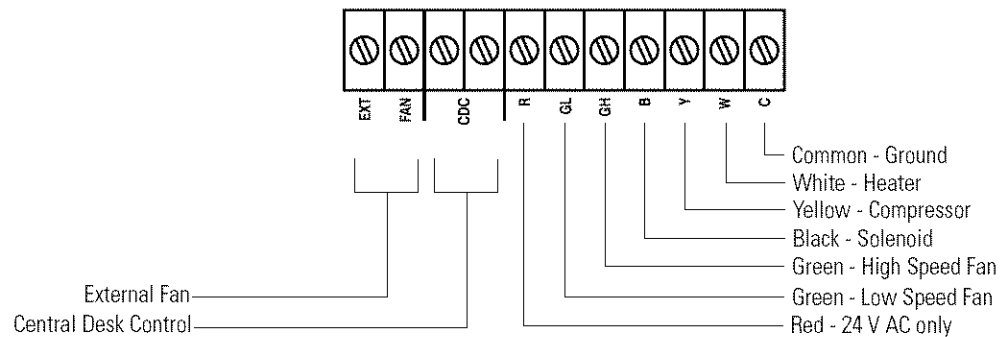 EXT
FAN
CDC
R
GL
GH
B
Y
W
C
Common - Ground
White - Heater
Yellow - Compressor
Black - Solenoid
Green - High Speed Fan
Green - Low Speed Fan
Red - 24 V AC only
External Fan
Central Desk Control